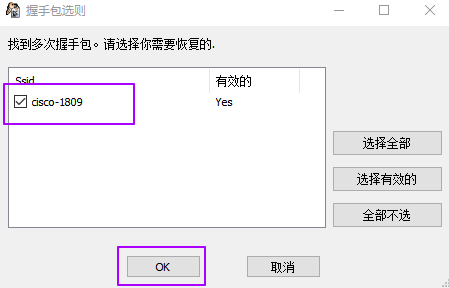 握手包选则
找到多次握手包。请选择你需要恢复的.
Ssid 有效的
cisco-1809 Yes
选择全部
选择有效的
全部不选
OK 取消